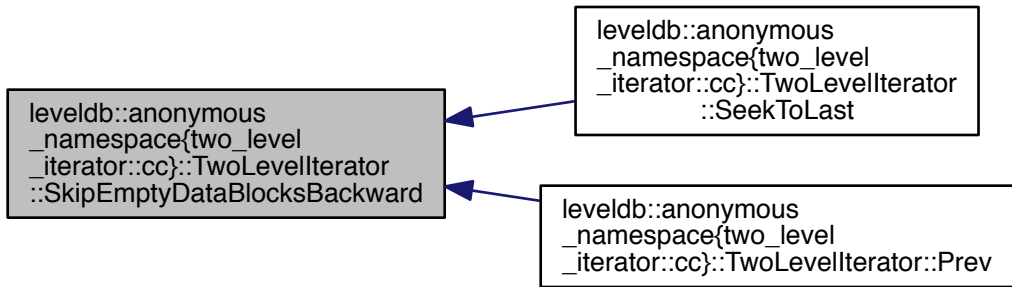 leveldb::anonymous
_namespace{two_level
_iterator::cc}::TwoLevelIterator
::SkipEmptyDataBlocksBackward
leveldb::anonymous
_namespace{two_level
_iterator::cc}::TwoLevelIterator
::SeekToLast
leveldb::anonymous
_namespace{two_level
_iterator::cc}::TwoLevelIterator::Prev